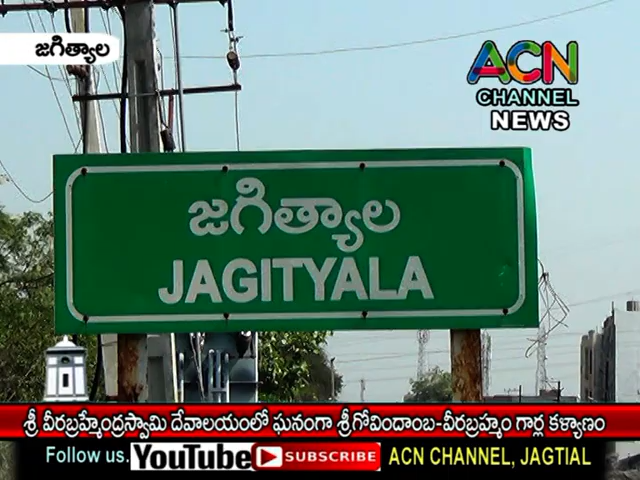 జగిత్యాల
ACN
CHANNEL
NEWS
జగిత్యాల
JAGITYALA
శ్రీ వీరబ్రహ్మేంద్రస్వామి దేవాలయంలో ఘనంగా శ్రీగోవిందాంబ-వీరబ్రహ్మం గార్ల కళ్యాణం
Follow us. YouTube SUBSCRIBE ACN CHANNEL, JAGTIAL